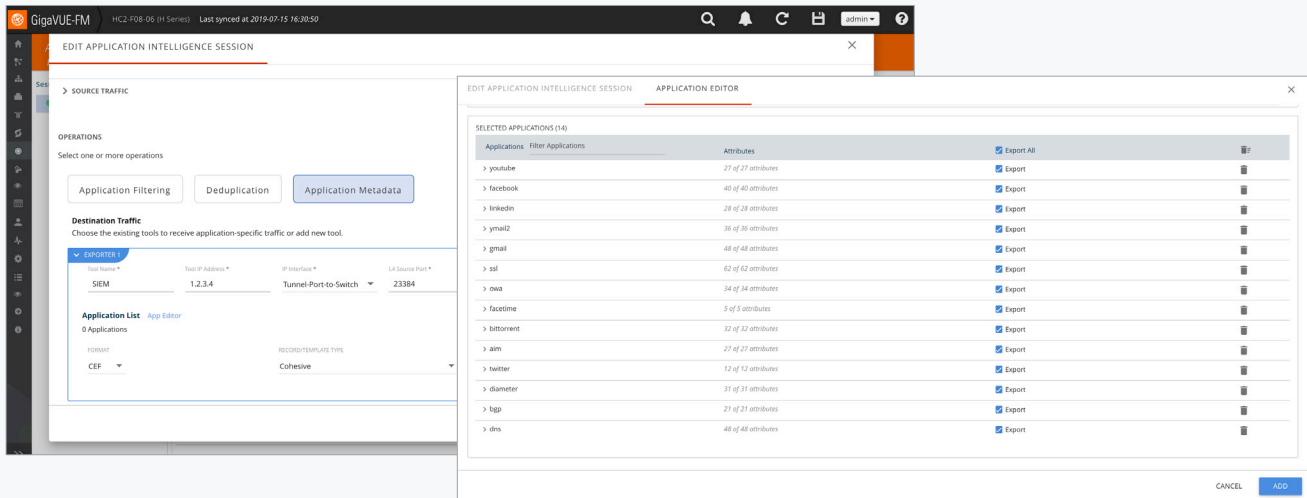 GigaVUE-FM
HC2-F08-06 (H Series) Last synced at 2019-07-15 16:30:50
admin
EDIT APPLICATION INTELLIGENCE SESSION
SOURCE TRAFFIC
OPERATIONS
Select one or more operations
Application Filtering Deduplication Application Metadata
Destination Traffic
Choose the existing tools to receive application-specific traffic or add new tool.
EXPORTER 1
Tool Name * Tool IP Address * IP Interface * L4 Source Port *
SIEM 1.2.3.4 Tunnel-Port-to-Switch 23384
Application List App Editor
0 Applications
FORMAT RECORD/TEMPLATE TYPE
CEF Cohesive
EDIT APPLICATION INTELLIGENCE SESSION APPLICATION EDITOR
SELECTED APPLICATIONS (14)
Applications Filter Applications Attributes Export All
youtube 27 of 27 attributes Export
facebook 40 of 40 attributes Export
linkedin 28 of 28 attributes Export
ymail2 36 of 36 attributes Export
gmail 48 of 48 attributes Export
ssl 62 of 62 attributes Export
owa 34 of 34 attributes Export
facetime 5 of 5 attributes Export
bittorrent 32 of 32 attributes Export
aim 27 of 27 attributes Export
twitter 12 of 12 attributes Export
diameter 31 of 31 attributes Export
bgp 21 of 21 attributes Export
dns 48 of 48 attributes Export
CANCEL ADD